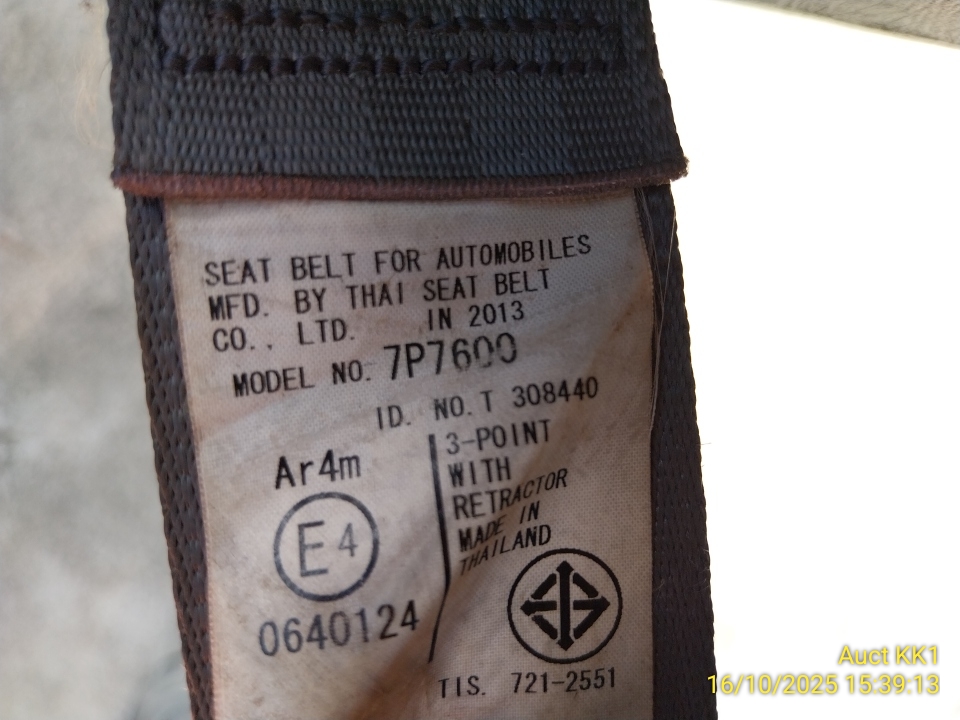 SEAT BELT FOR AUTOMOBILES
MFD. BY THAI SEAT BELT
CO., LTD. IN 2013
MODEL NO. 7P7600
ID. NO. T 308440
Ar4m
E4
0640124
3-POINT
WITH
RETRACTOR
MADE IN
THAILAND
TIS. 721-2551
Auct KK1
16/10/2025 15:39:13